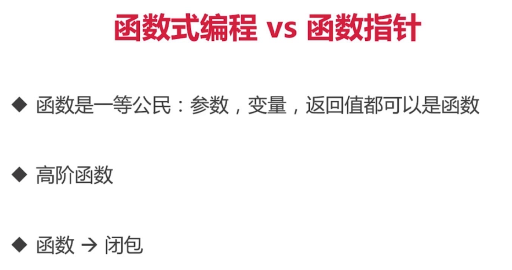 函数式编程 vs 函数指针
◆ 函数是一等公民：参数，变量，返回值都可以是函数
◆ 高阶函数
◆ 函数 → 闭包